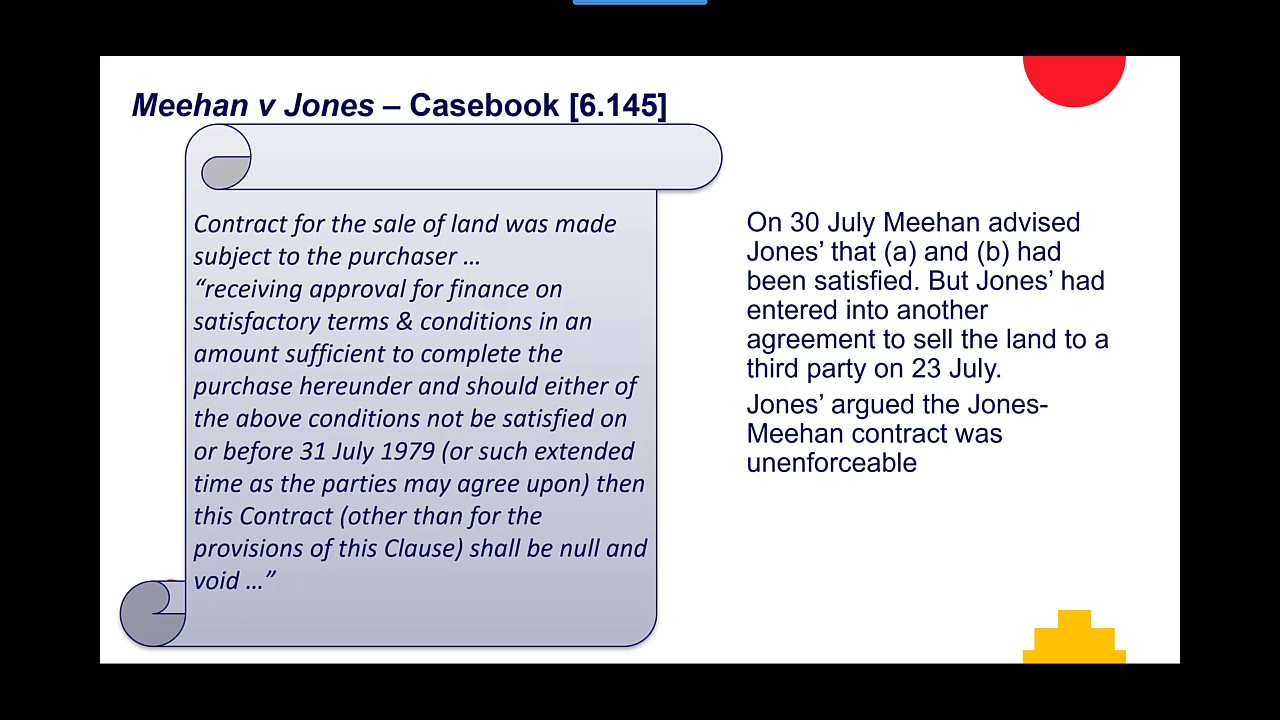 Meehan v Jones – Casebook [6.145]
Contract for the sale of land was made
subject to the purchaser …
“receiving approval for finance on
satisfactory terms & conditions in an
amount sufficient to complete the
purchase hereunder and should either of
the above conditions not be satisfied on
or before 31 July 1979 (or such extended
time as the parties may agree upon) then
this Contract (other than for the
provisions of this Clause) shall be null and
void …”
On 30 July Meehan advised
Jones’ that (a) and (b) had
been satisfied. But Jones’ had
entered into another
agreement to sell the land to a
third party on 23 July.
Jones’ argued the Jones-
Meehan contract was
unenforceable